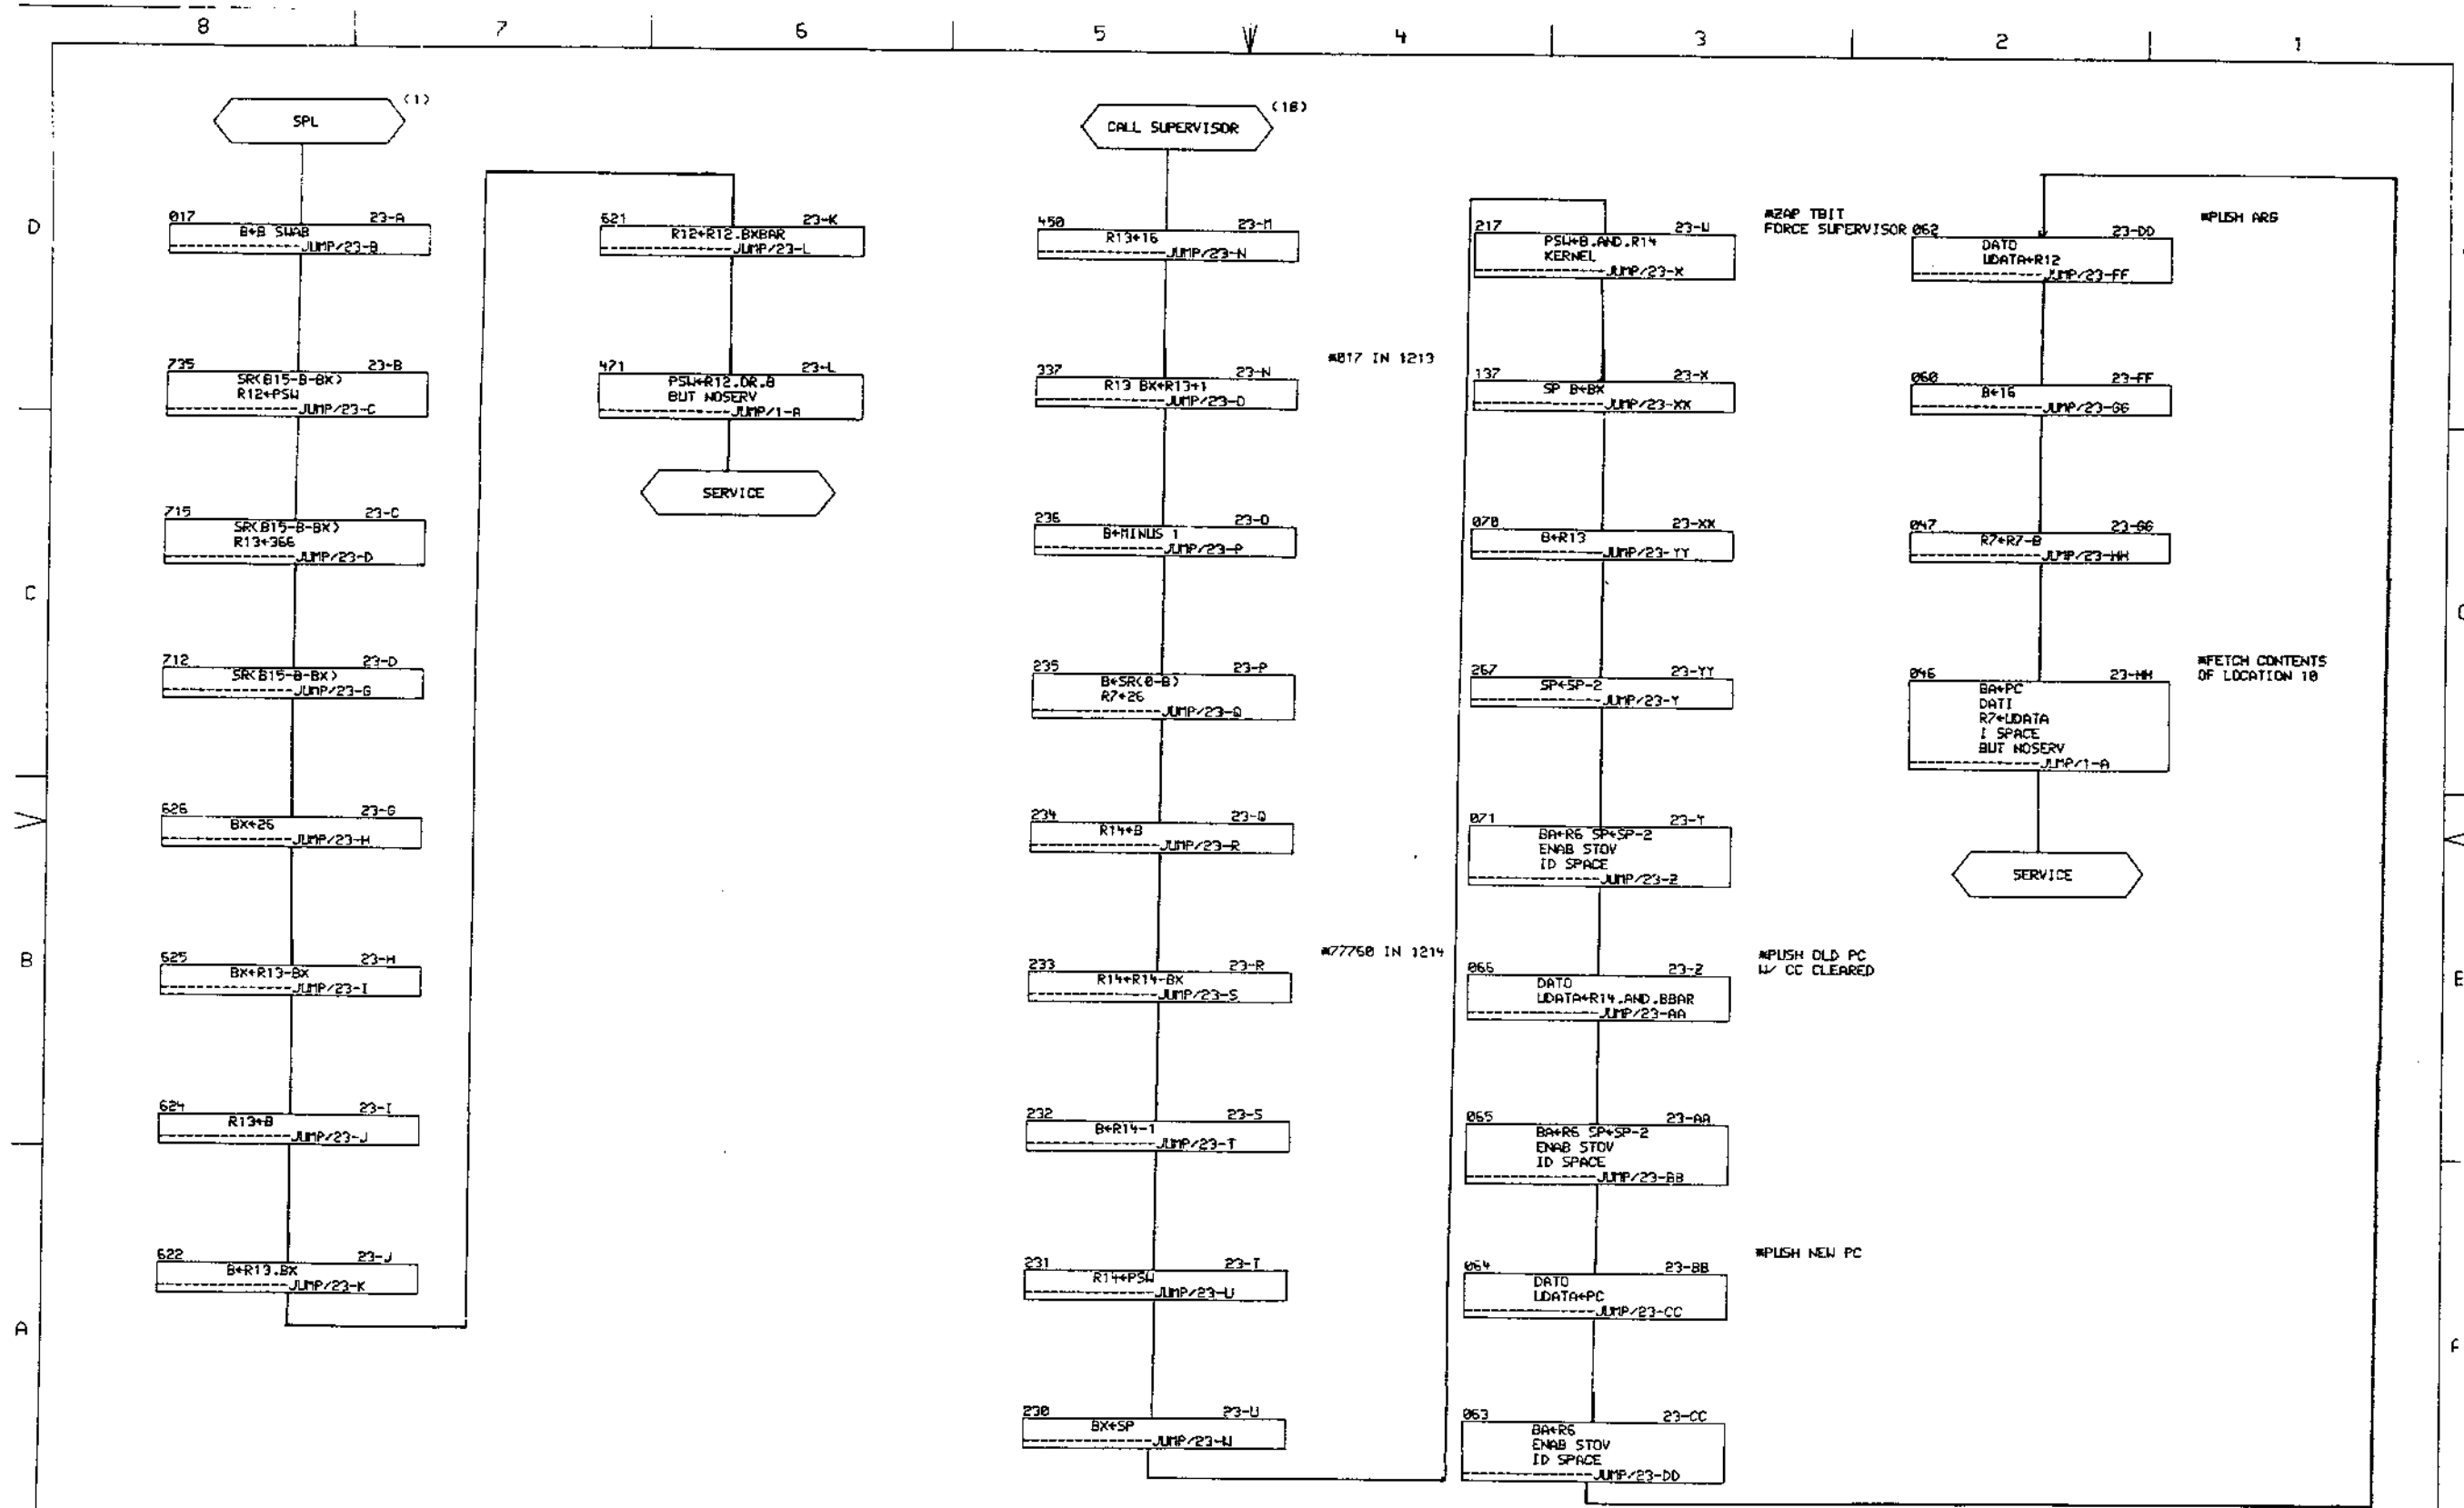 8 7 6 5 4 3 2 1
D
C
B
A
SPL (1)
017 23-A
B←B SWAB
JUMP/23-B
735 23-B
SR(B15-B-BX)
R12←PSW
JUMP/23-C
715 23-C
SR(B15-B-BX)
R13←366
JUMP/23-D
712 23-D
SR(B15-B-BX)
JUMP/23-G
626 23-G
BX←26
JUMP/23-H
625 23-H
BX←R13-BX
JUMP/23-I
624 23-I
R13←B
JUMP/23-J
622 23-J
B←R13.BX
JUMP/23-K
621 23-K
R12←R12.BXBAR
JUMP/23-L
471 23-L
PSW←R12.OR.B
BUT NOSERV
JUMP/1-A
SERVICE
CALL SUPERVISOR (18)
450 23-M
R13←16
JUMP/23-N
#017 IN 1213
337 23-N
R13 BX←R13+1
JUMP/23-O
236 23-O
B←MINUS 1
JUMP/23-P
235 23-P
B←SR(0-B)
R7←26
JUMP/23-Q
234 23-Q
R14←B
JUMP/23-R
#77760 IN 1214
233 23-R
R14←R14-BX
JUMP/23-S
232 23-S
B←R14-1
JUMP/23-T
231 23-T
R14←PSW
JUMP/23-U
230 23-U
BX←SP
JUMP/23-W
#ZAP TBIT
FORCE SUPERVISOR
217 23-W
PSW←B.AND.R14
KERNEL
JUMP/23-X
137 23-X
SP B←BX
JUMP/23-XX
070 23-XX
B←R13
JUMP/23-YY
267 23-YY
SP←SP-2
JUMP/23-Y
071 23-Y
BA←R6 SP←SP-2
ENAB STOV
ID SPACE
JUMP/23-Z
#PUSH OLD PC
W/ CC CLEARED
066 23-Z
DATO
UDATA←R14.AND.BBAR
JUMP/23-AA
065 23-AA
BA←R6 SP←SP-2
ENAB STOV
ID SPACE
JUMP/23-BB
#PUSH NEW PC
064 23-BB
DATO
UDATA←PC
JUMP/23-CC
063 23-CC
BA←R6
ENAB STOV
ID SPACE
JUMP/23-DD
#PUSH ARG
062 23-DD
DATO
UDATA←R12
JUMP/23-FF
060 23-FF
B←16
JUMP/23-GG
047 23-GG
R7←R7-B
JUMP/23-HH
#FETCH CONTENTS
OF LOCATION 10
046 23-HH
BA←PC
DATI
R7←UDATA
I SPACE
BUT NOSERV
JUMP/1-A
SERVICE